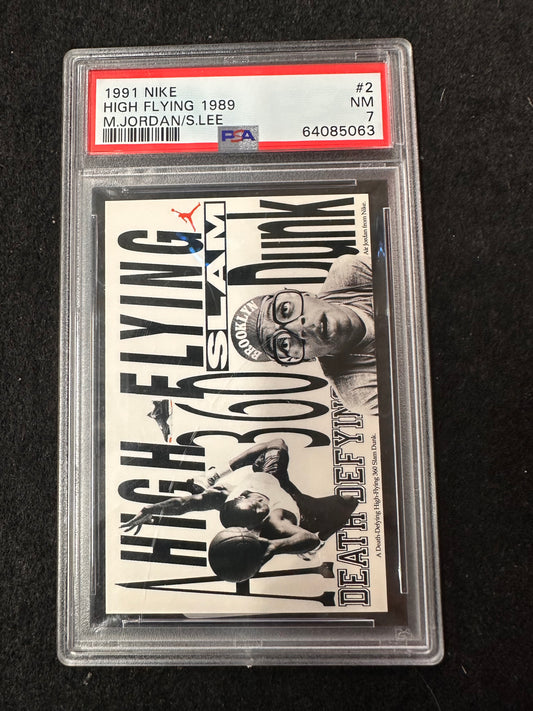 1991 NIKE #2
HIGH FLYING 1989 NM
M.JORDAN/S.LEE 7
PSA 64085063
A HIGH FLYING
360 SLAM Dunk
BROOKLYN
DEATH DEFYING
A Death-Defying High-Flying 360 Slam Dunk.
Air Jordan from Nike.